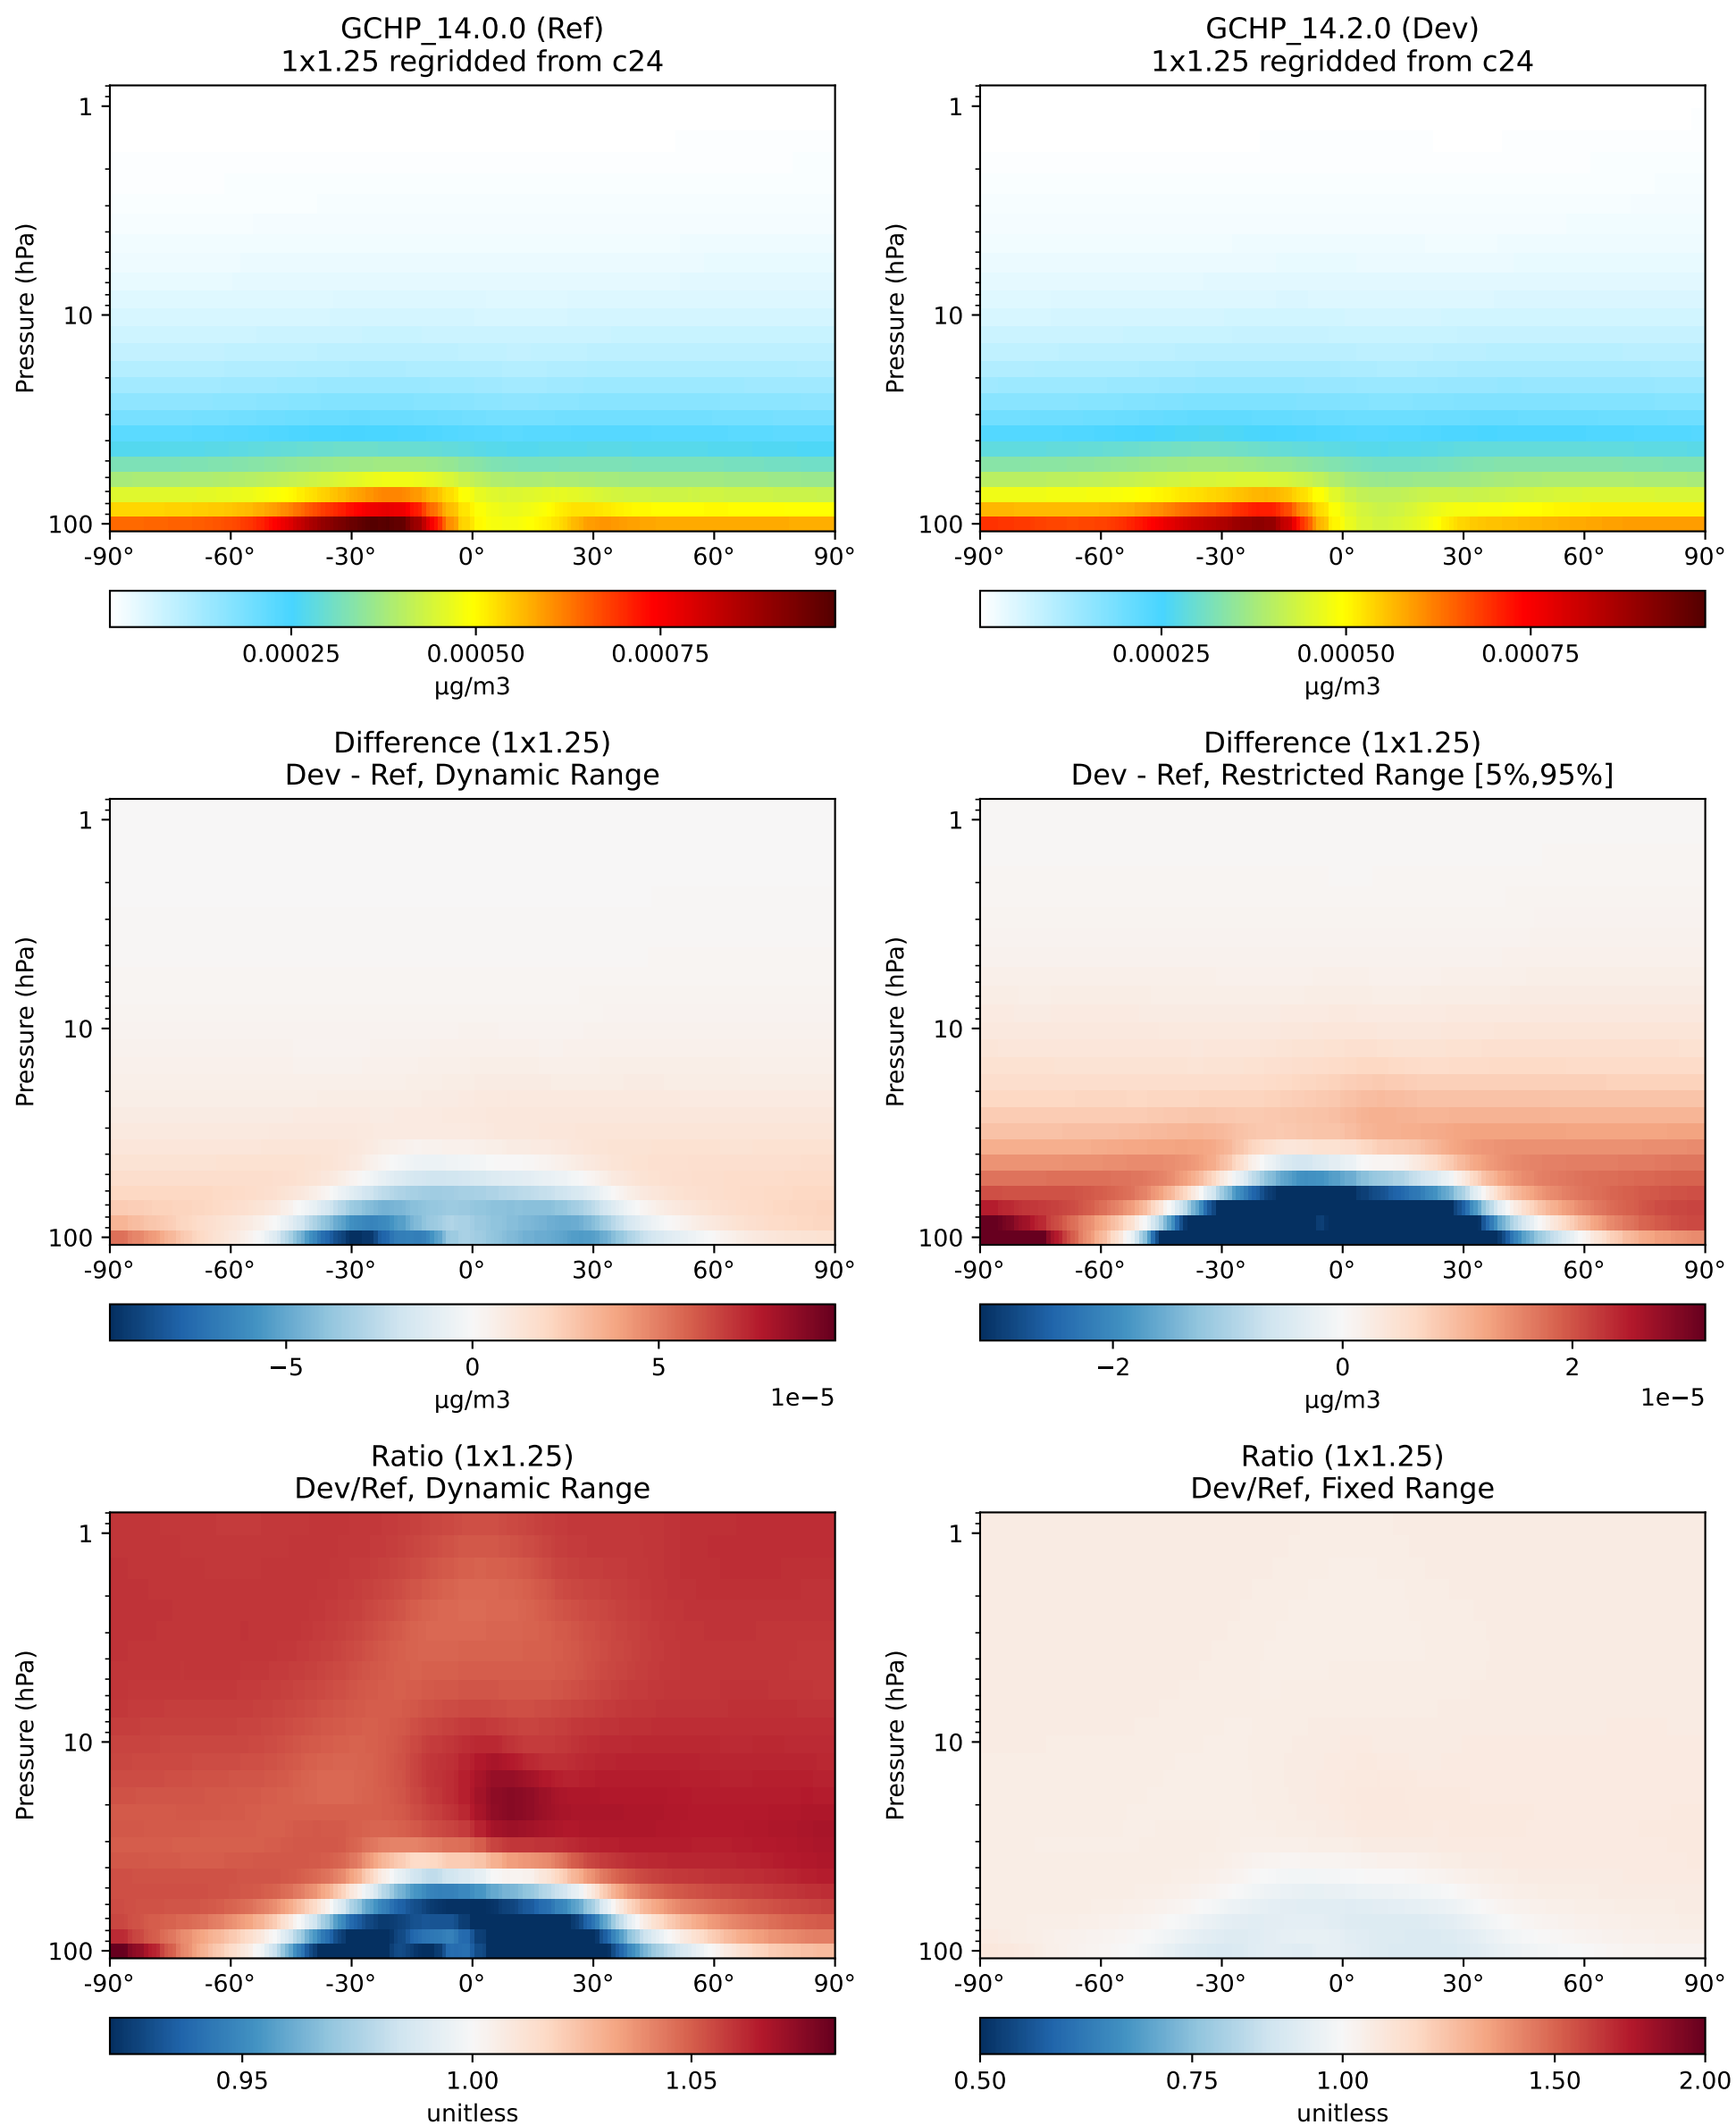 GCHP_14.0.0 (Ref)
1x1.25 regridded from c24
Pressure (hPa)
1
10
100
-90° -60° -30° 0° 30° 60° 90°
0.00025 0.00050 0.00075
µg/m3
GCHP_14.2.0 (Dev)
1x1.25 regridded from c24
Pressure (hPa)
1
10
100
-90° -60° -30° 0° 30° 60° 90°
0.00025 0.00050 0.00075
µg/m3
Difference (1x1.25)
Dev - Ref, Dynamic Range
Pressure (hPa)
1
10
100
-90° -60° -30° 0° 30° 60° 90°
−5 0 5
1e−5
µg/m3
Difference (1x1.25)
Dev - Ref, Restricted Range [5%,95%]
Pressure (hPa)
1
10
100
-90° -60° -30° 0° 30° 60° 90°
−2 0 2
1e−5
µg/m3
Ratio (1x1.25)
Dev/Ref, Dynamic Range
Pressure (hPa)
1
10
100
-90° -60° -30° 0° 30° 60° 90°
0.95 1.00 1.05
unitless
Ratio (1x1.25)
Dev/Ref, Fixed Range
Pressure (hPa)
1
10
100
-90° -60° -30° 0° 30° 60° 90°
0.50 0.75 1.00 1.50 2.00
unitless